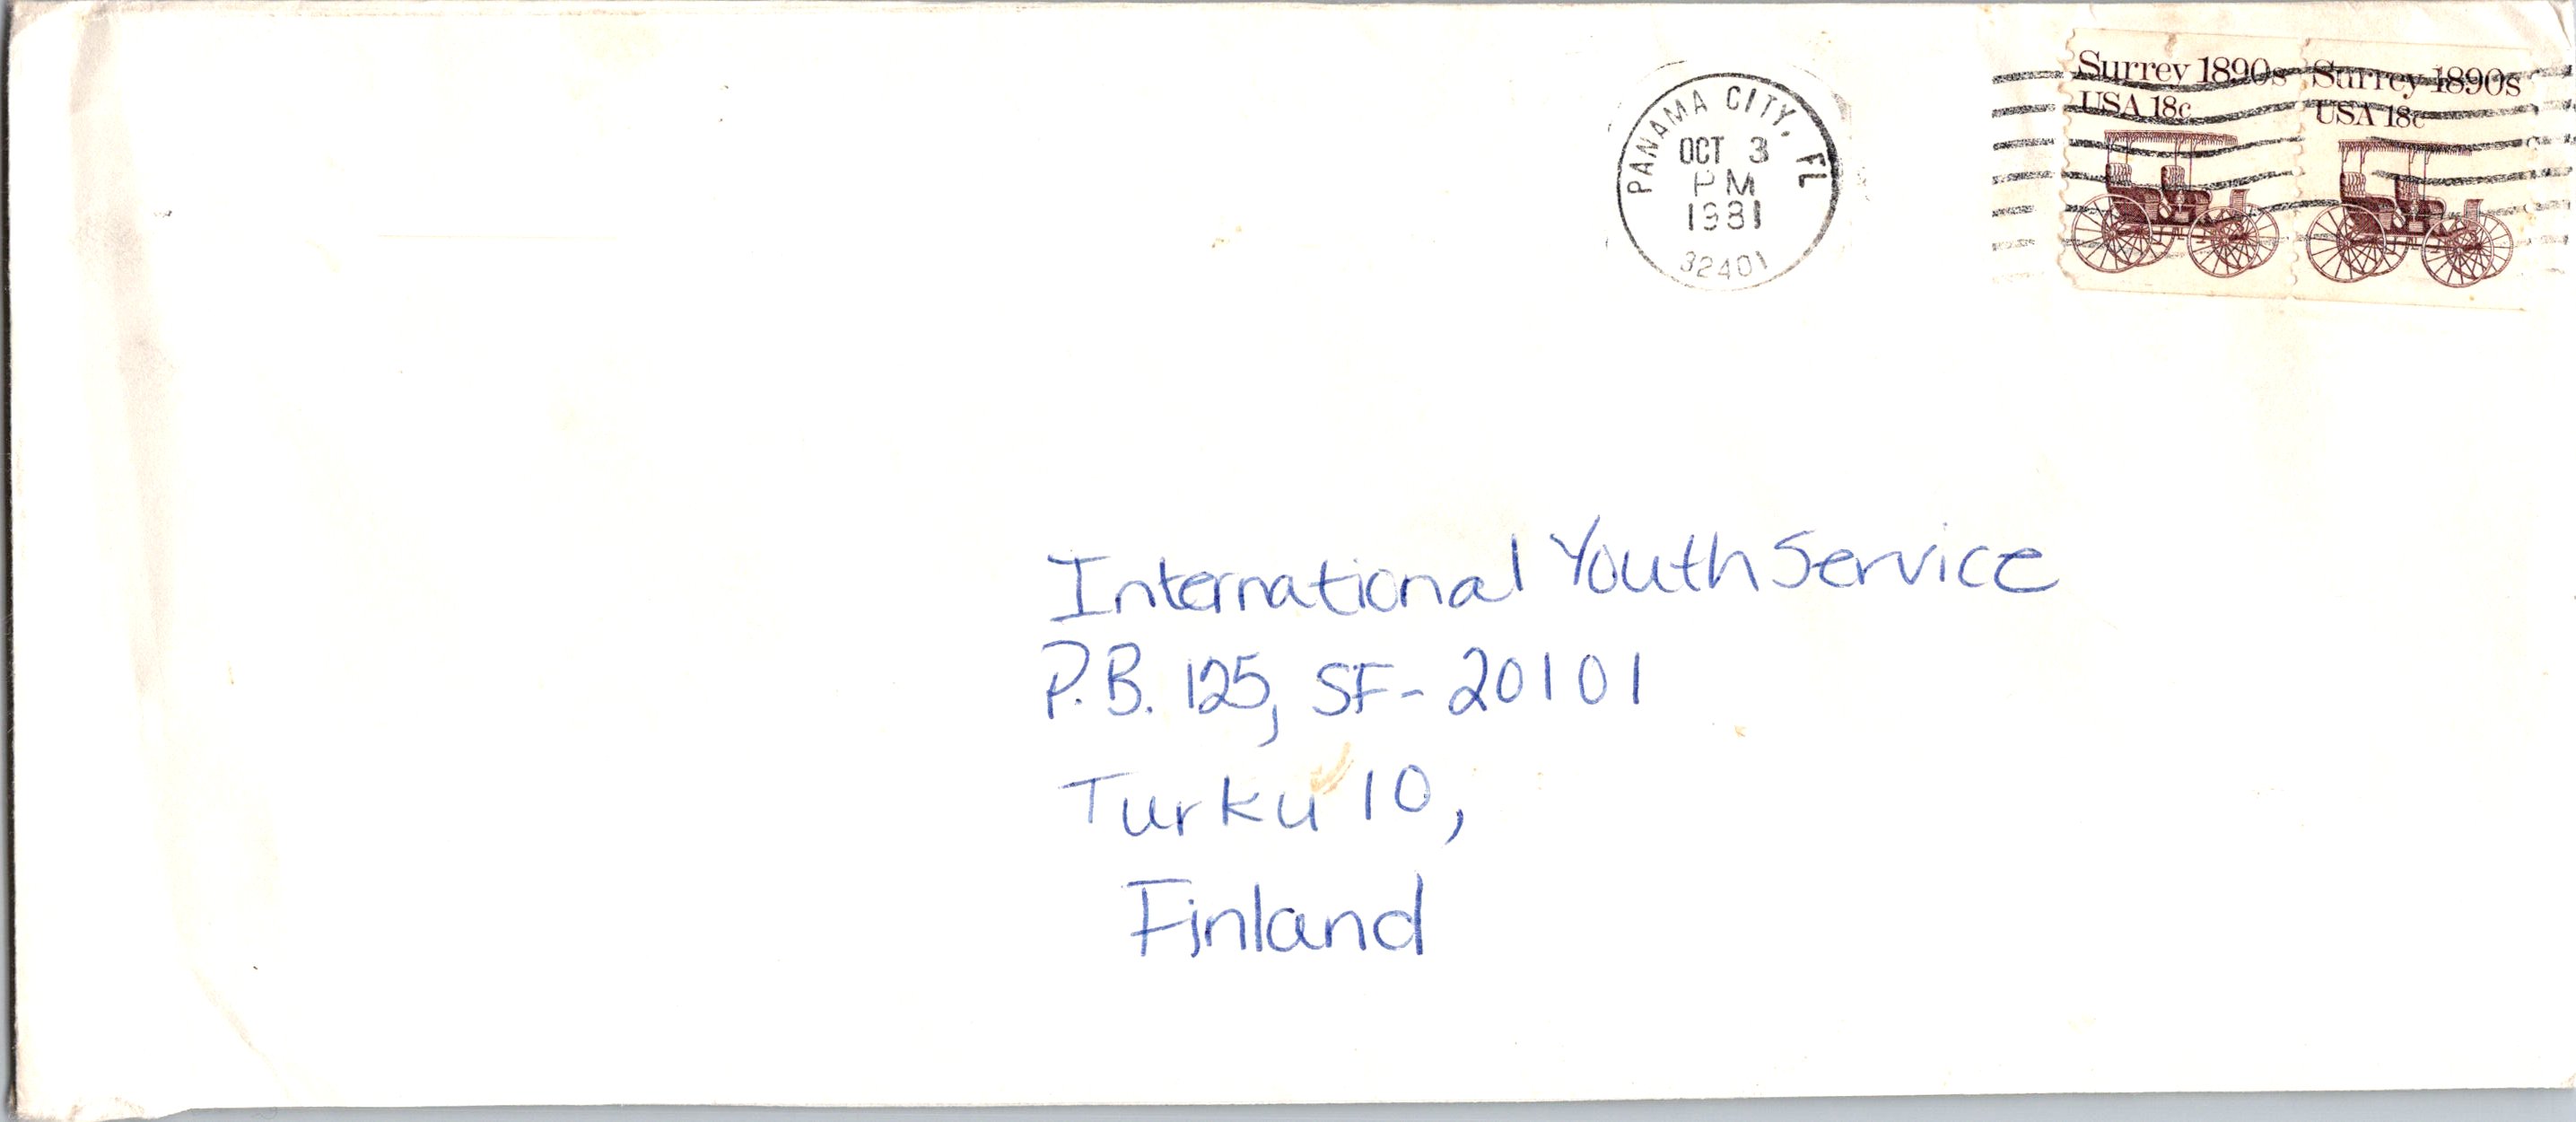 PANAMA CITY, FL
OCT 3
PM
1981
32401
Surrey 1890s
USA 18c
Surrey 1890s
USA 18c
International Youth Service
P.B. 125, SF-20101
Turku 10,
Finland